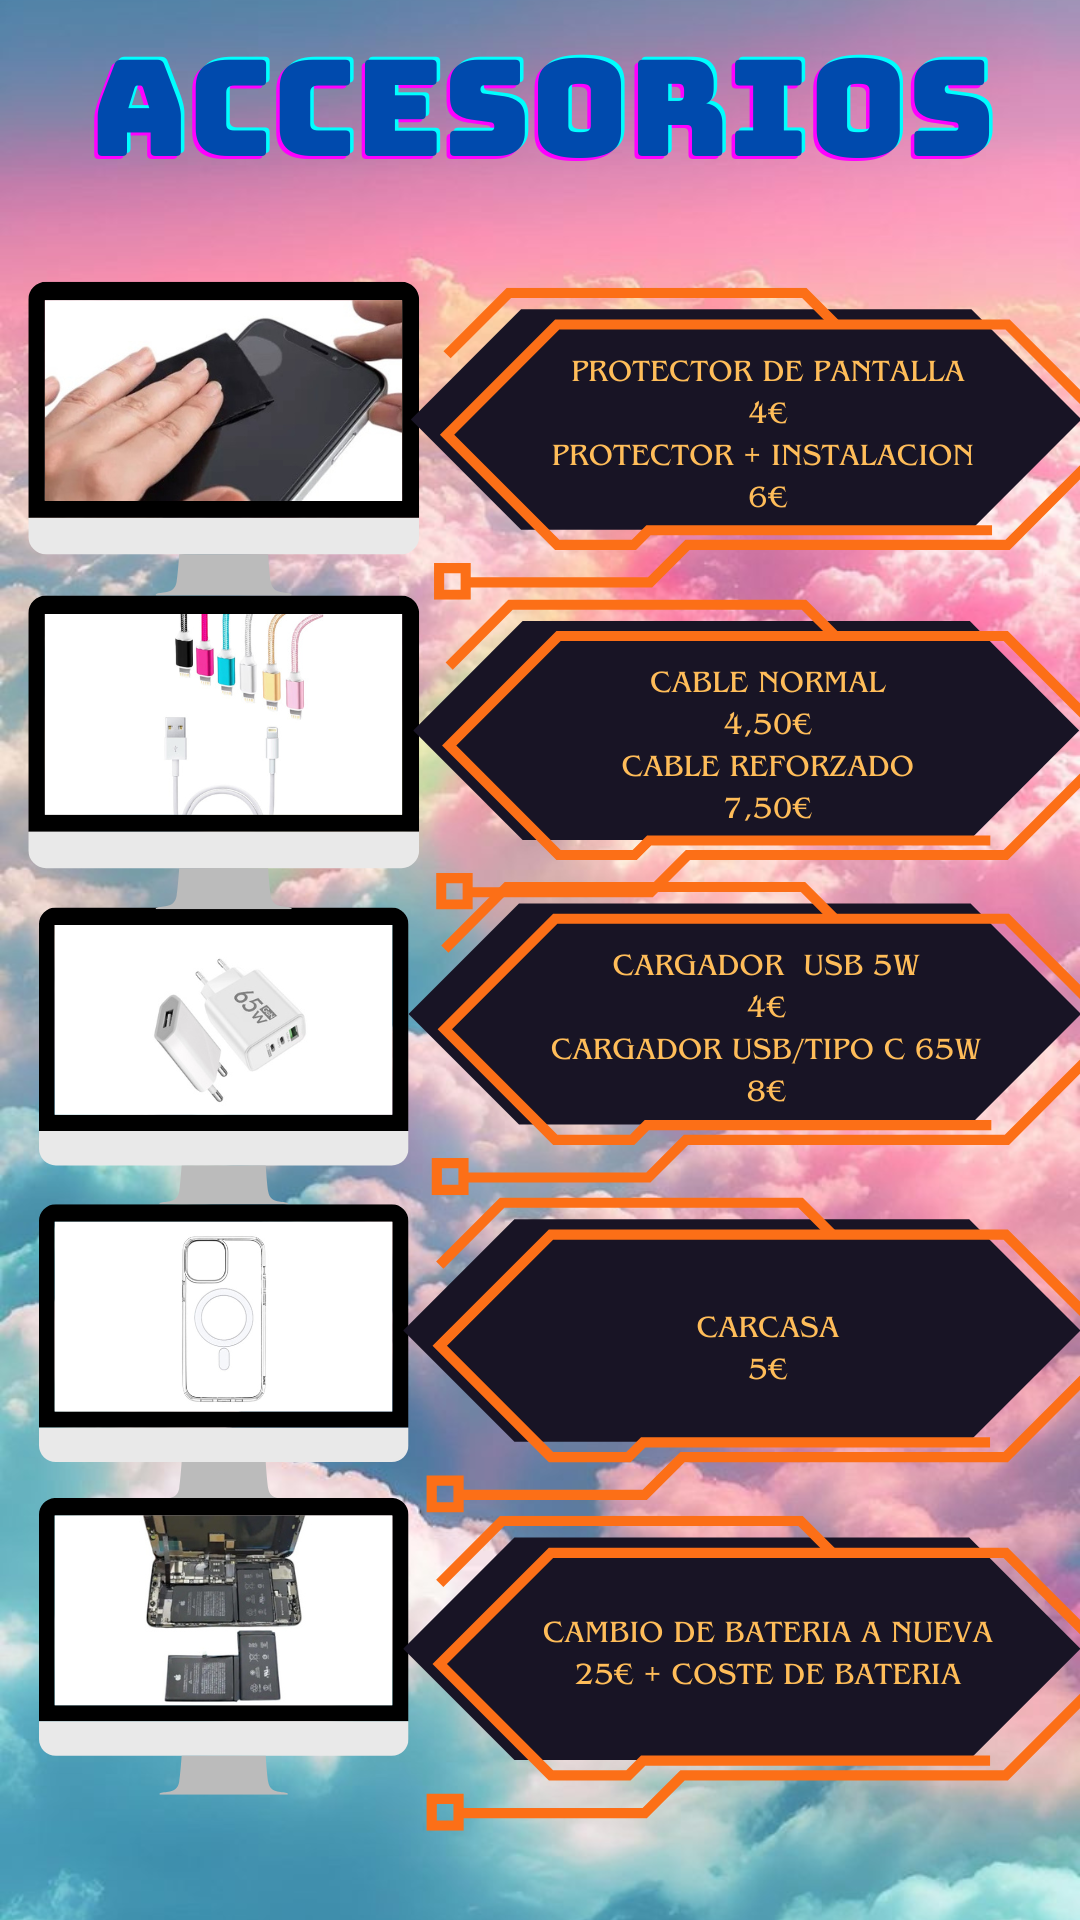 ACCESORIOS
PROTECTOR DE PANTALLA
4€
PROTECTOR + INSTALACION
6€
CABLE NORMAL
4,50€
CABLE REFORZADO
7,50€
65W
GaN
CARGADOR USB 5W
4€
CARGADOR USB/TIPO C 65W
8€
CARCASA
5€
CAMBIO DE BATERIA A NUEVA
25€ + COSTE DE BATERIA